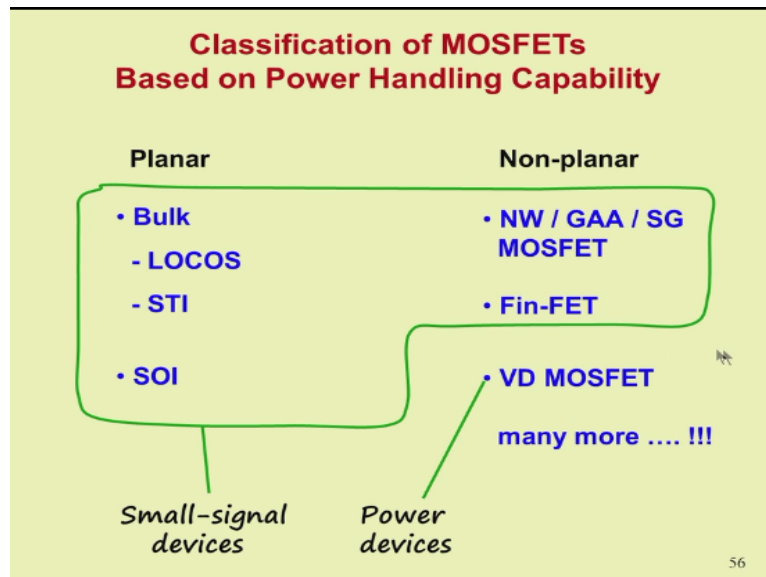 Classification of MOSFETs
Based on Power Handling Capability
Planar
• Bulk
- LOCOS
- STI
• SOI
Non-planar
• NW / GAA / SG
MOSFET
• Fin-FET
• VD MOSFET
many more .... !!!
Small-signal
devices
Power
devices
56